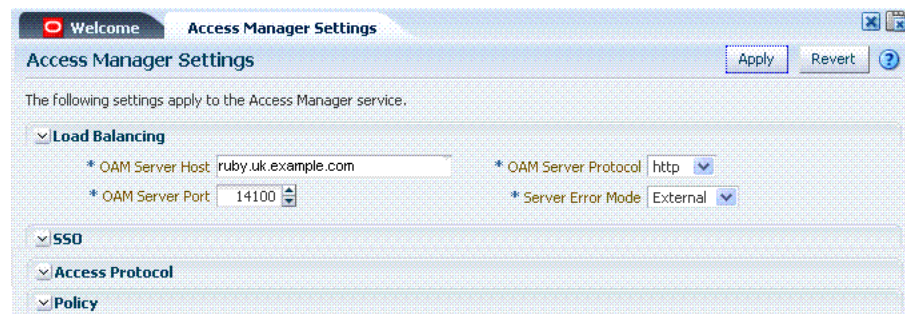 Welcome
Access Manager Settings
Access Manager Settings
Apply
Revert
?
The following settings apply to the Access Manager service.
Load Balancing
* OAM Server Host ruby.uk.example.com
* OAM Server Protocol http
* OAM Server Port 14100
* Server Error Mode External
SSO
Access Protocol
Policy